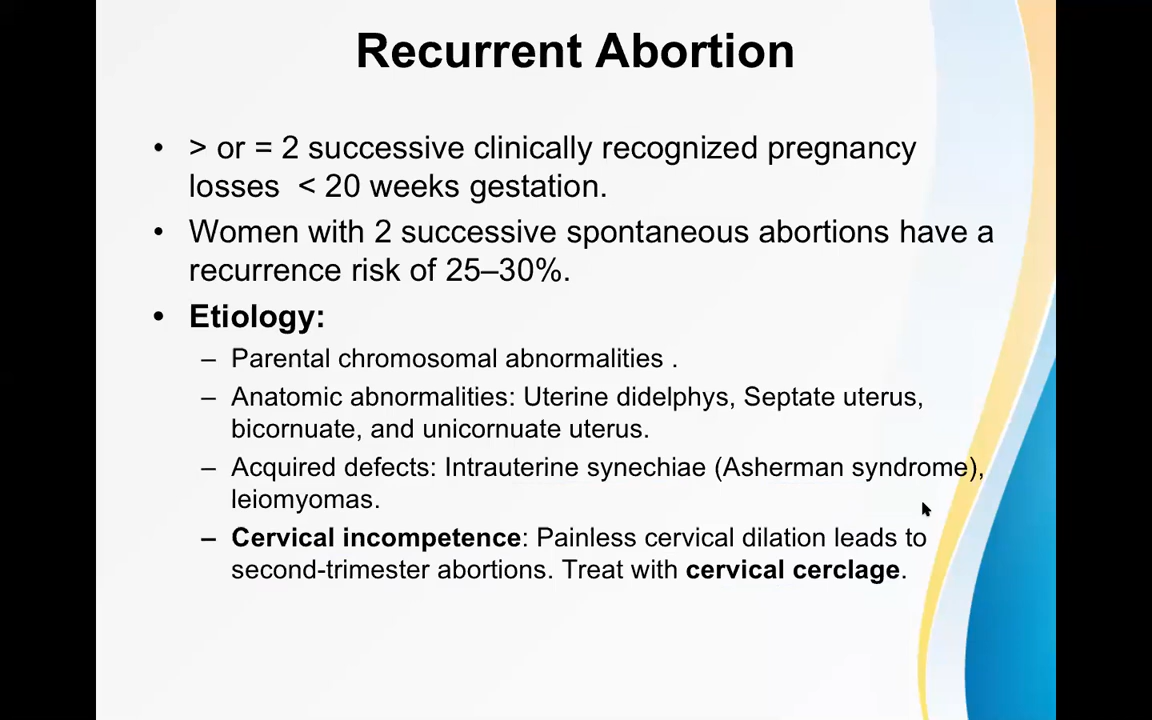 Recurrent Abortion
• > or = 2 successive clinically recognized pregnancy
losses < 20 weeks gestation.
• Women with 2 successive spontaneous abortions have a
recurrence risk of 25–30%.
• Etiology:
– Parental chromosomal abnormalities .
– Anatomic abnormalities: Uterine didelphys, Septate uterus,
bicornuate, and unicornuate uterus.
– Acquired defects: Intrauterine synechiae (Asherman syndrome),
leiomyomas.
– Cervical incompetence: Painless cervical dilation leads to
second-trimester abortions. Treat with cervical cerclage.